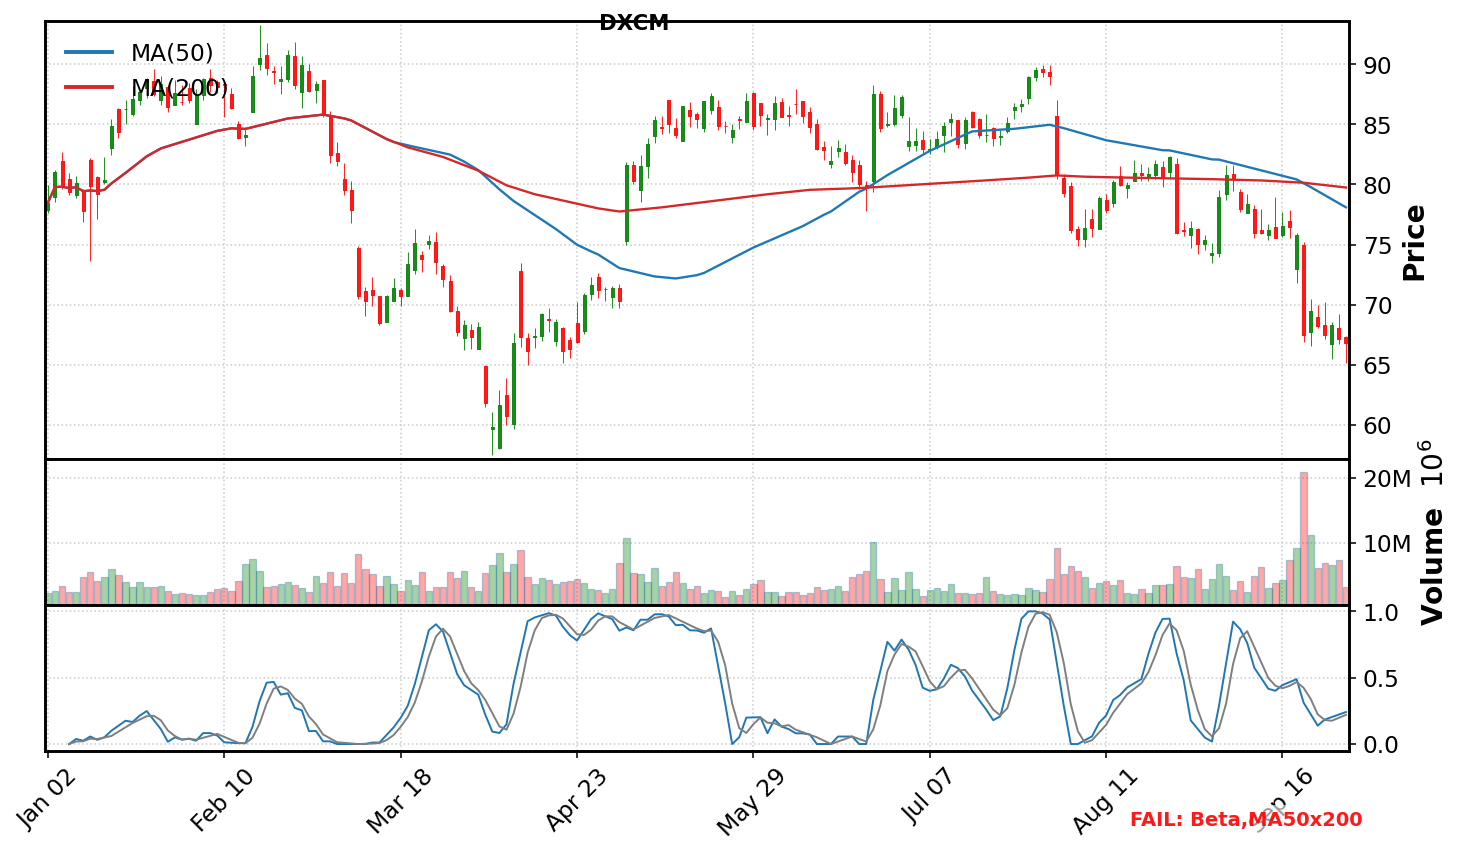 DXCM
MA(50)
MA(200)
90
85
80
75
70
65
60
Price
20M
10M
Volume 10^6
1.0
0.5
0.0
Jan 02
Feb 10
Mar 18
Apr 23
May 29
Jul 07
Aug 11
Sep 16
FAIL: Beta,MA50x200